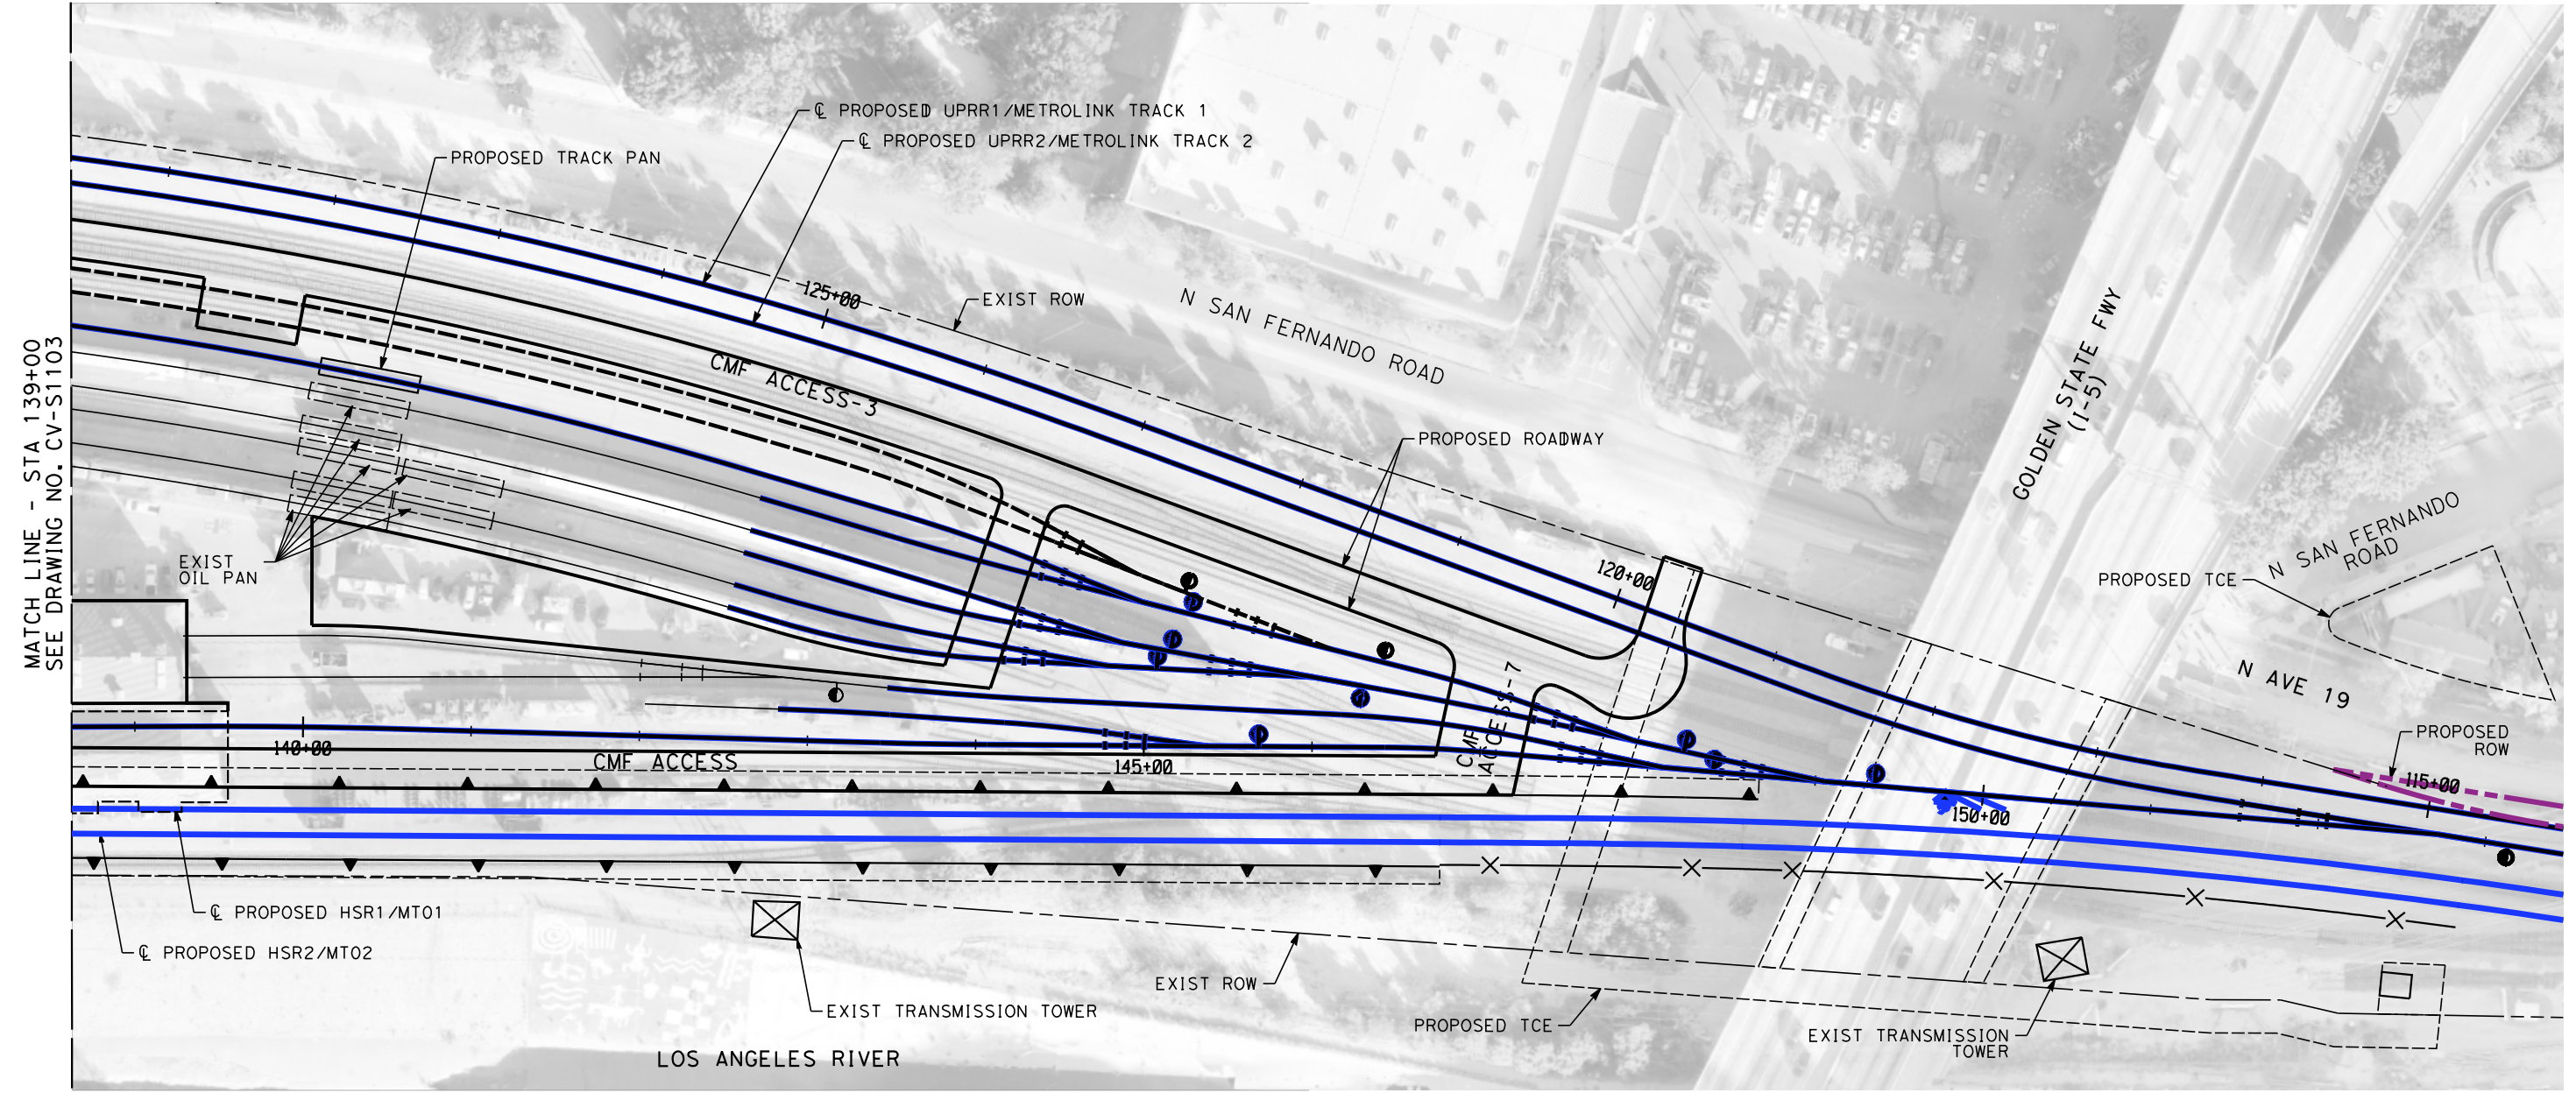 ℄ PROPOSED UPRR1/METROLINK TRACK 1
℄ PROPOSED UPRR2/METROLINK TRACK 2
PROPOSED TRACK PAN
125+00
EXIST ROW
N SAN FERNANDO ROAD
GOLDEN STATE FWY
(I-5)
MATCH LINE - STA 139+00
SEE DRAWING NO. CV-S1103
CMF ACCESS-3
PROPOSED ROADWAY
N SAN FERNANDO
ROAD
EXIST
OIL PAN
120+00
PROPOSED TCE
N AVE 19
CMF
ACCESS-7
PROPOSED
ROW
140+00
CMF ACCESS
145+00
115+00
150+00
℄ PROPOSED HSR1/MT01
℄ PROPOSED HSR2/MT02
EXIST ROW
EXIST TRANSMISSION TOWER
PROPOSED TCE
EXIST TRANSMISSION
TOWER
LOS ANGELES RIVER